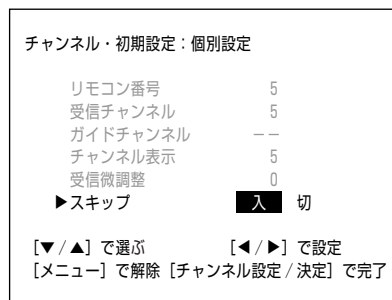 チャンネル・初期設定：個別設定
リモコン番号 5
受信チャンネル 5
ガイドチャンネル − −
チャンネル表示 5
受信微調整 0
▶スキップ 入 切
［▼/▲］で選ぶ ［◀/▶］で設定
［メニュー］で解除［チャンネル設定/決定］で完了